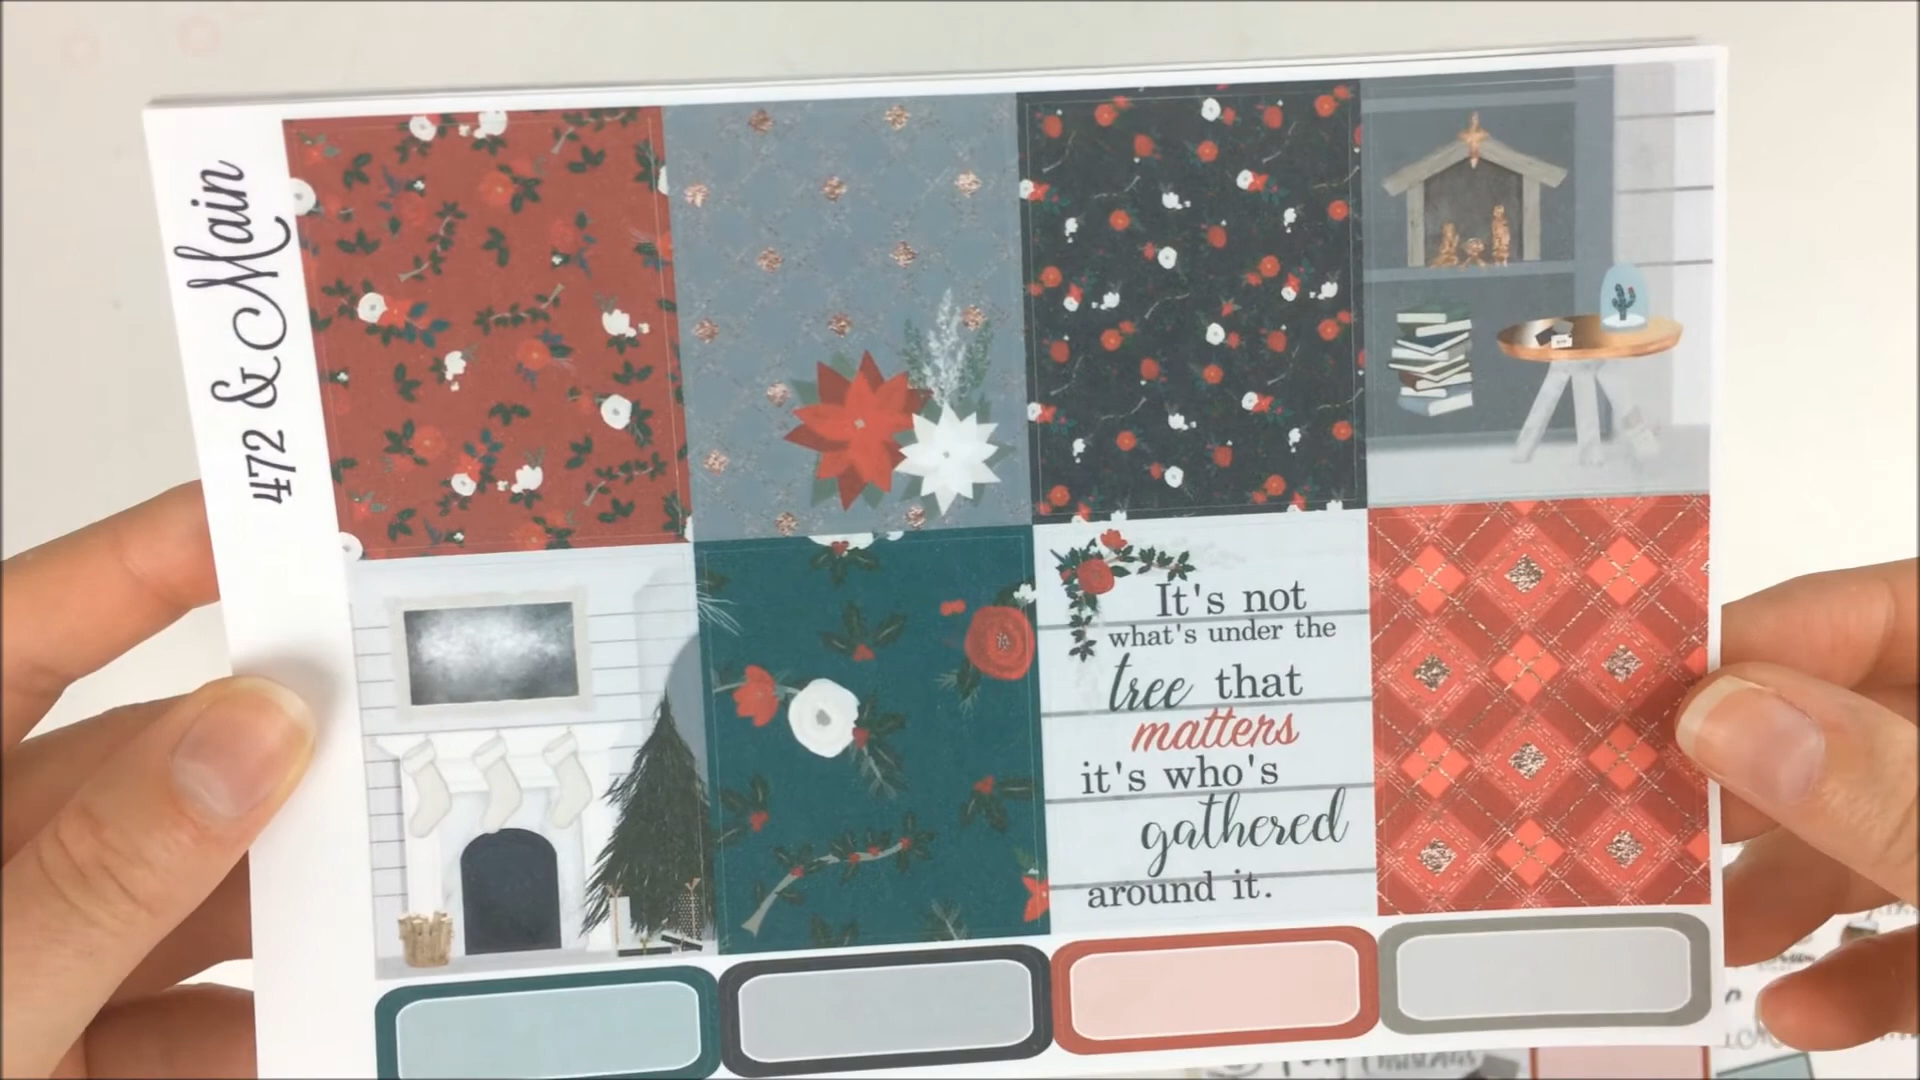 472 & Main
It's not
what's under the
tree that
matters
it's who's
gathered
around it.